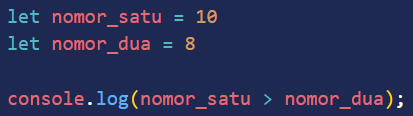 let nomor_satu = 10
let nomor_dua = 8
console.log(nomor_satu > nomor_dua);